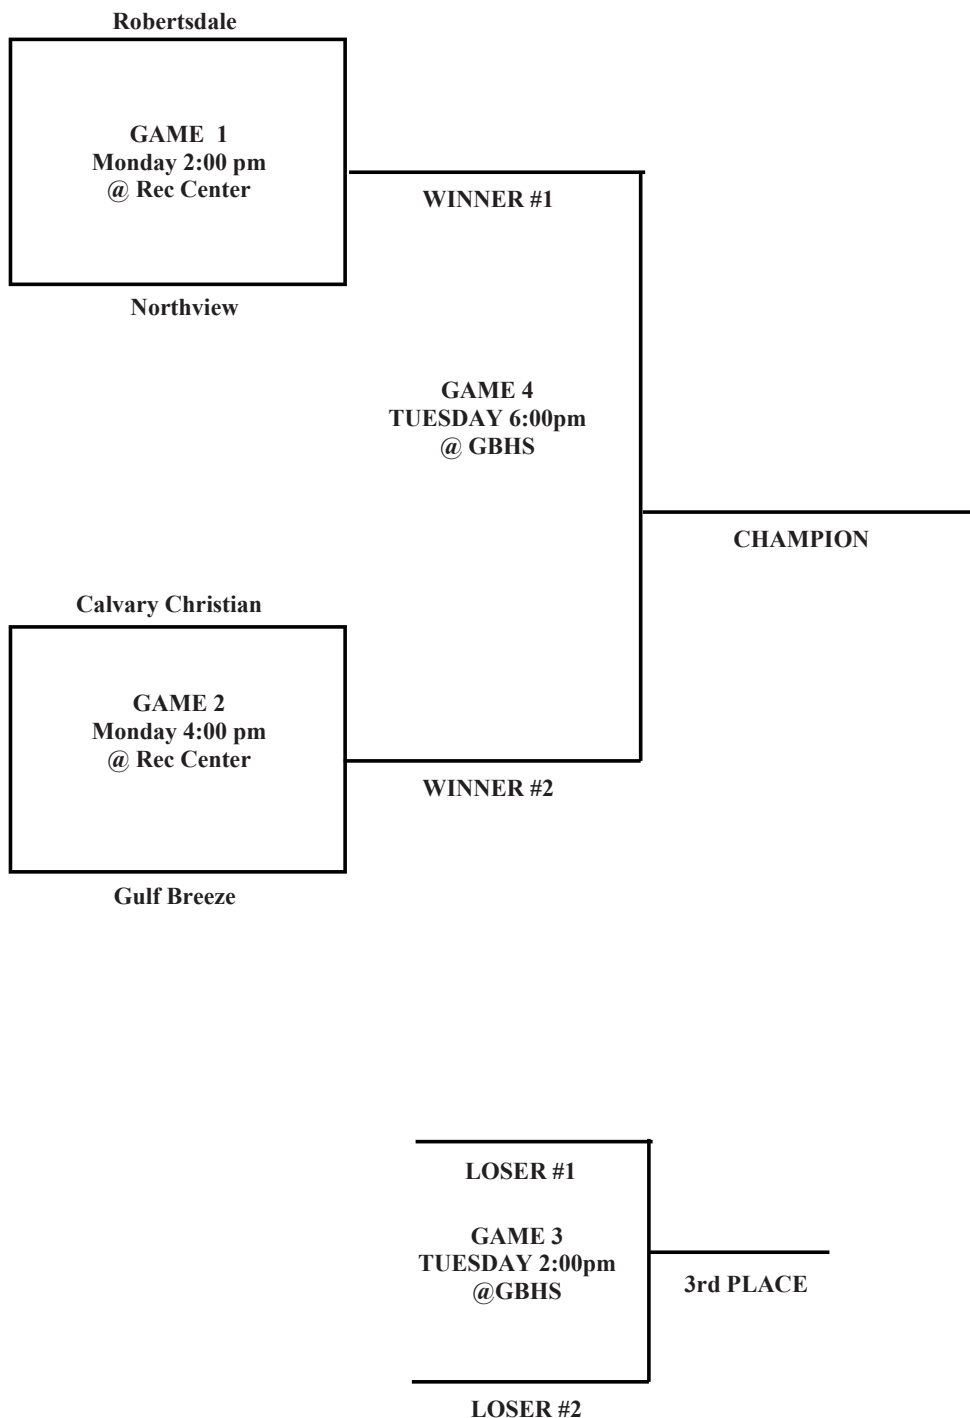 Robertsdale
GAME 1
Monday 2:00 pm
@ Rec Center
WINNER #1
Northview
GAME 4
TUESDAY 6:00pm
@ GBHS
CHAMPION
Calvary Christian
GAME 2
Monday 4:00 pm
@ Rec Center
WINNER #2
Gulf Breeze
LOSER #1
GAME 3
TUESDAY 2:00pm
@GBHS
3rd PLACE
LOSER #2